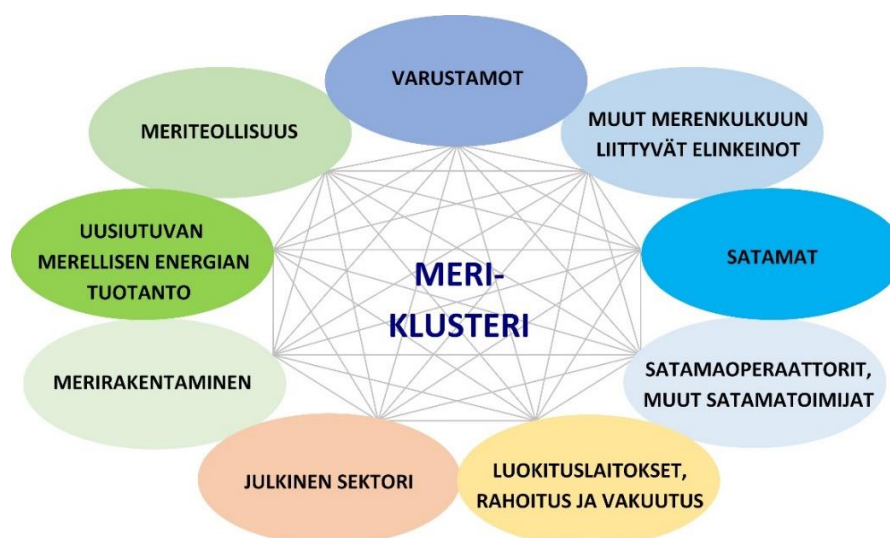 VARUSTAMOT
MUUT MERENKULKUUN
LIITTYVÄT ELINKEINOT
SATAMAT
SATAMAOPERAATTORIT,
MUUT SATAMATOIMIJAT
LUOKITUSLAITOKSET,
RAHOITUS JA VAKUUTUS
JULKINEN SEKTORI
MERIRAKENTAMINEN
UUSIUTUVAN
MERELLISEN ENERGIAN
TUOTANTO
MERITEOLLISUUS
MERI-
KLUSTERI